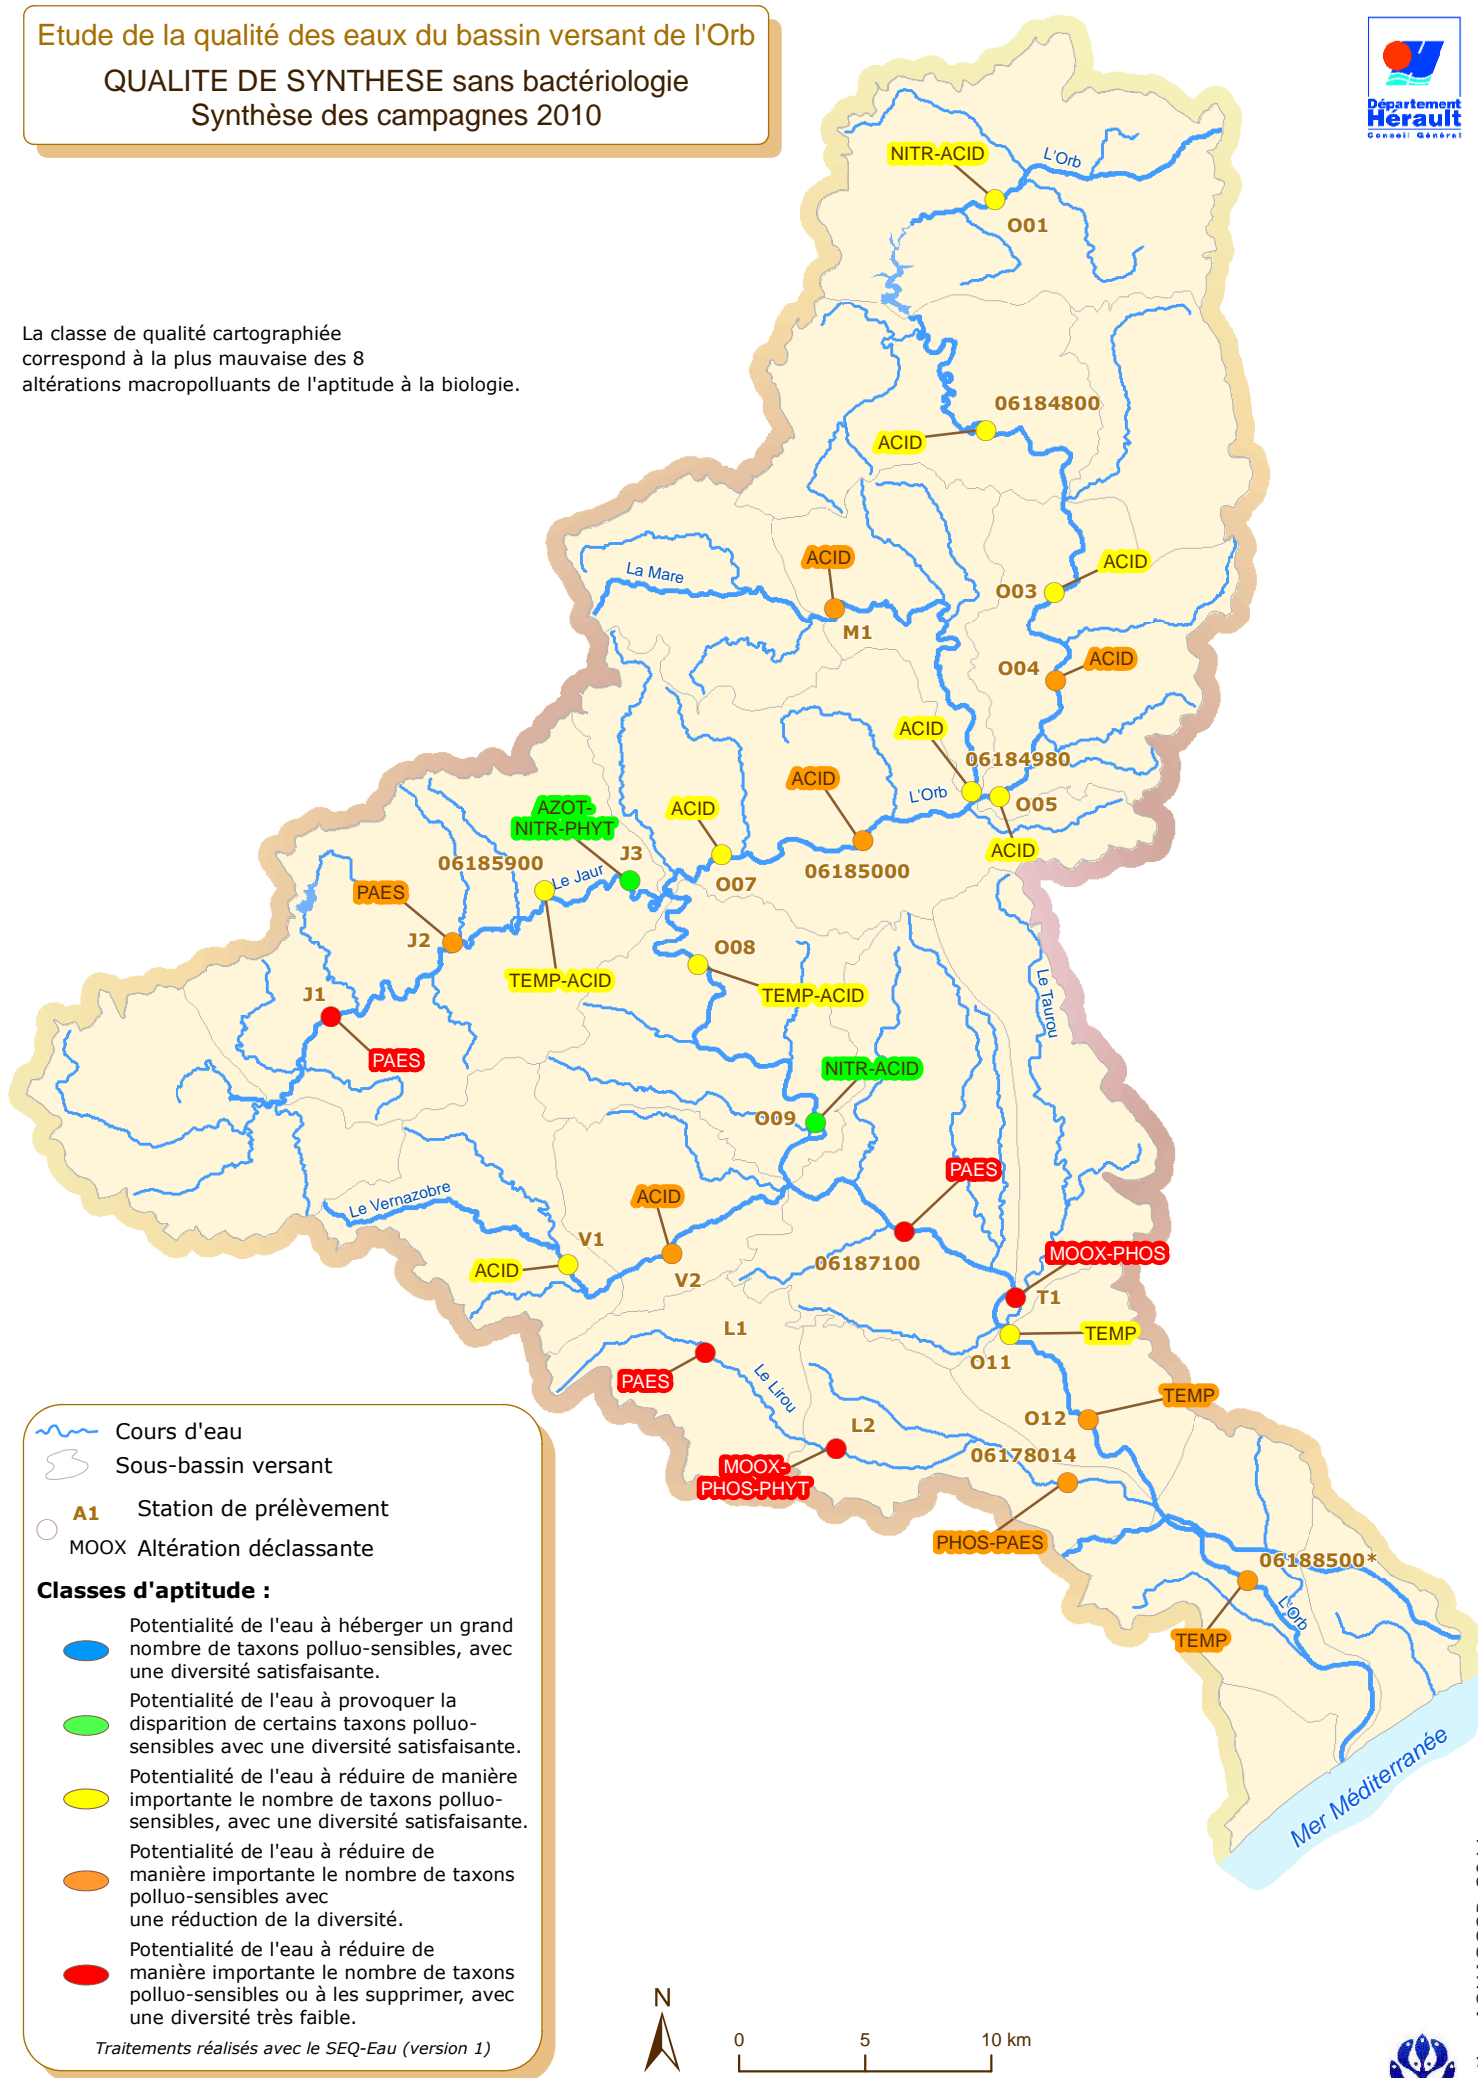 Etude de la qualité des eaux du bassin versant de l'Orb
QUALITE DE SYNTHESE sans bactériologie
Synthèse des campagnes 2010
Département
Hérault
Conseil Général
La classe de qualité cartographiée
correspond à la plus mauvaise des 8
altérations macropolluants de l'aptitude à la biologie.
NITR-ACID
L'Orb
O01
06184800
ACID
ACID
La Mare
ACID
O03
M1
O04
ACID
ACID
06184980
ACID
L'Orb
O05
AZOT-
NITR-PHYT
ACID
J3
ACID
06185900
Le Jaur
O07
06185000
PAES
J2
O08
TEMP-ACID
TEMP-ACID
Le Taurou
J1
PAES
NITR-ACID
O09
PAES
Le Vernazobre
ACID
V1
MOOX-PHOS
ACID
V2
06187100
T1
L1
TEMP
O11
PAES
Le Lirou
TEMP
O12
L2
06178014
MOOX-
PHOS-PHYT
PHOS-PAES
06188500*
L'Orb
TEMP
Mer Méditerranée
Cours d'eau
Sous-bassin versant
A1 Station de prélèvement
MOOX Altération déclassante
Classes d'aptitude :
Potentialité de l'eau à héberger un grand
nombre de taxons polluo-sensibles, avec
une diversité satisfaisante.
Potentialité de l'eau à provoquer la
disparition de certains taxons polluo-
sensibles avec une diversité satisfaisante.
Potentialité de l'eau à réduire de manière
importante le nombre de taxons polluo-
sensibles, avec une diversité satisfaisante.
Potentialité de l'eau à réduire de
manière importante le nombre de taxons
polluo-sensibles avec
une réduction de la diversité.
Potentialité de l'eau à réduire de
manière importante le nombre de taxons
polluo-sensibles ou à les supprimer, avec
une diversité très faible.
Traitements réalisés avec le SEQ-Eau (version 1)
N
0 5 10 km